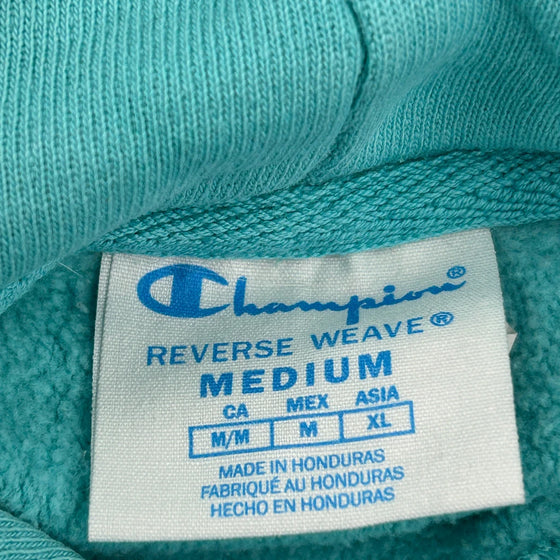 Champion®
REVERSE WEAVE®
MEDIUM
CA MEX ASIA
M/M M XL
MADE IN HONDURAS
FABRIQUÉ AU HONDURAS
HECHO EN HONDURAS